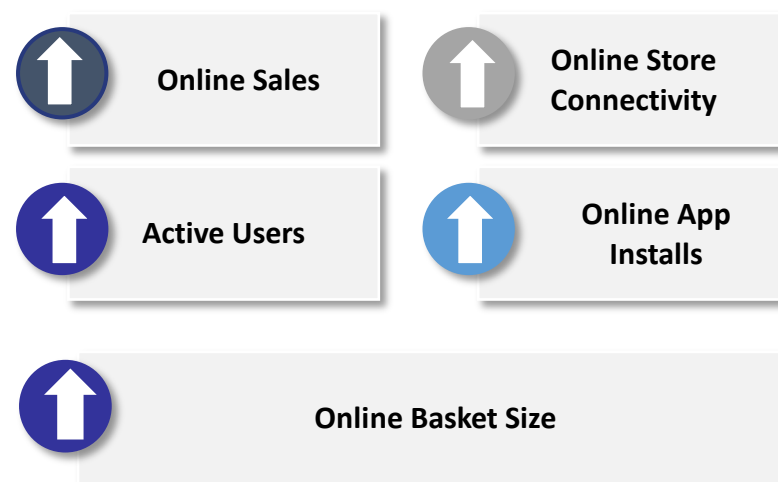 Online Sales
Online Store
Connectivity
Active Users
Online App
Installs
Online Basket Size